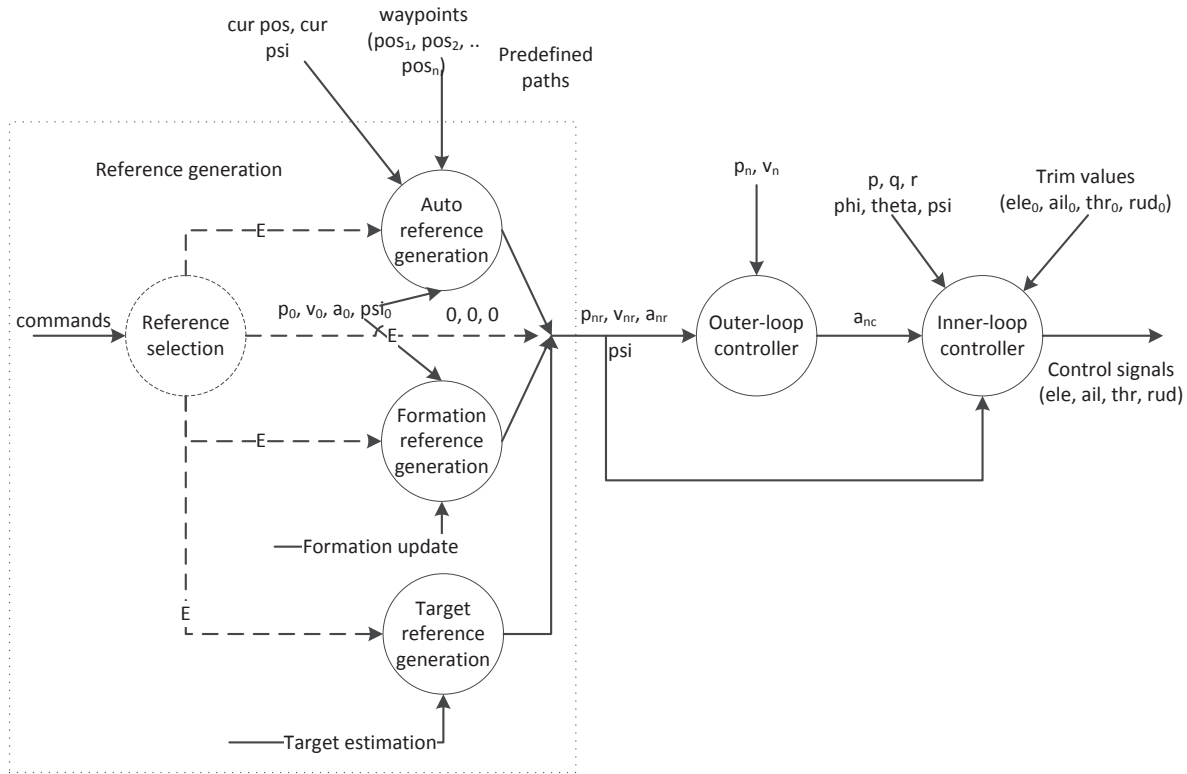 cur pos, cur
psi
waypoints
(pos₁, pos₂, ..
posₙ)
Predefined
paths
Reference generation
Auto
reference
generation
E
pₙ, vₙ
p, q, r
phi, theta, psi
Trim values
(ele₀, ail₀, thr₀, rud₀)
commands
Reference
selection
p₀, v₀, a₀, psi₀
0, 0, 0
E
pₙᵣ, vₙᵣ, aₙᵣ
psi
Outer-loop
controller
a_nc
Inner-loop
controller
Control signals
(ele, ail, thr, rud)
E
Formation
reference
generation
Formation update
E
Target
reference
generation
Target estimation